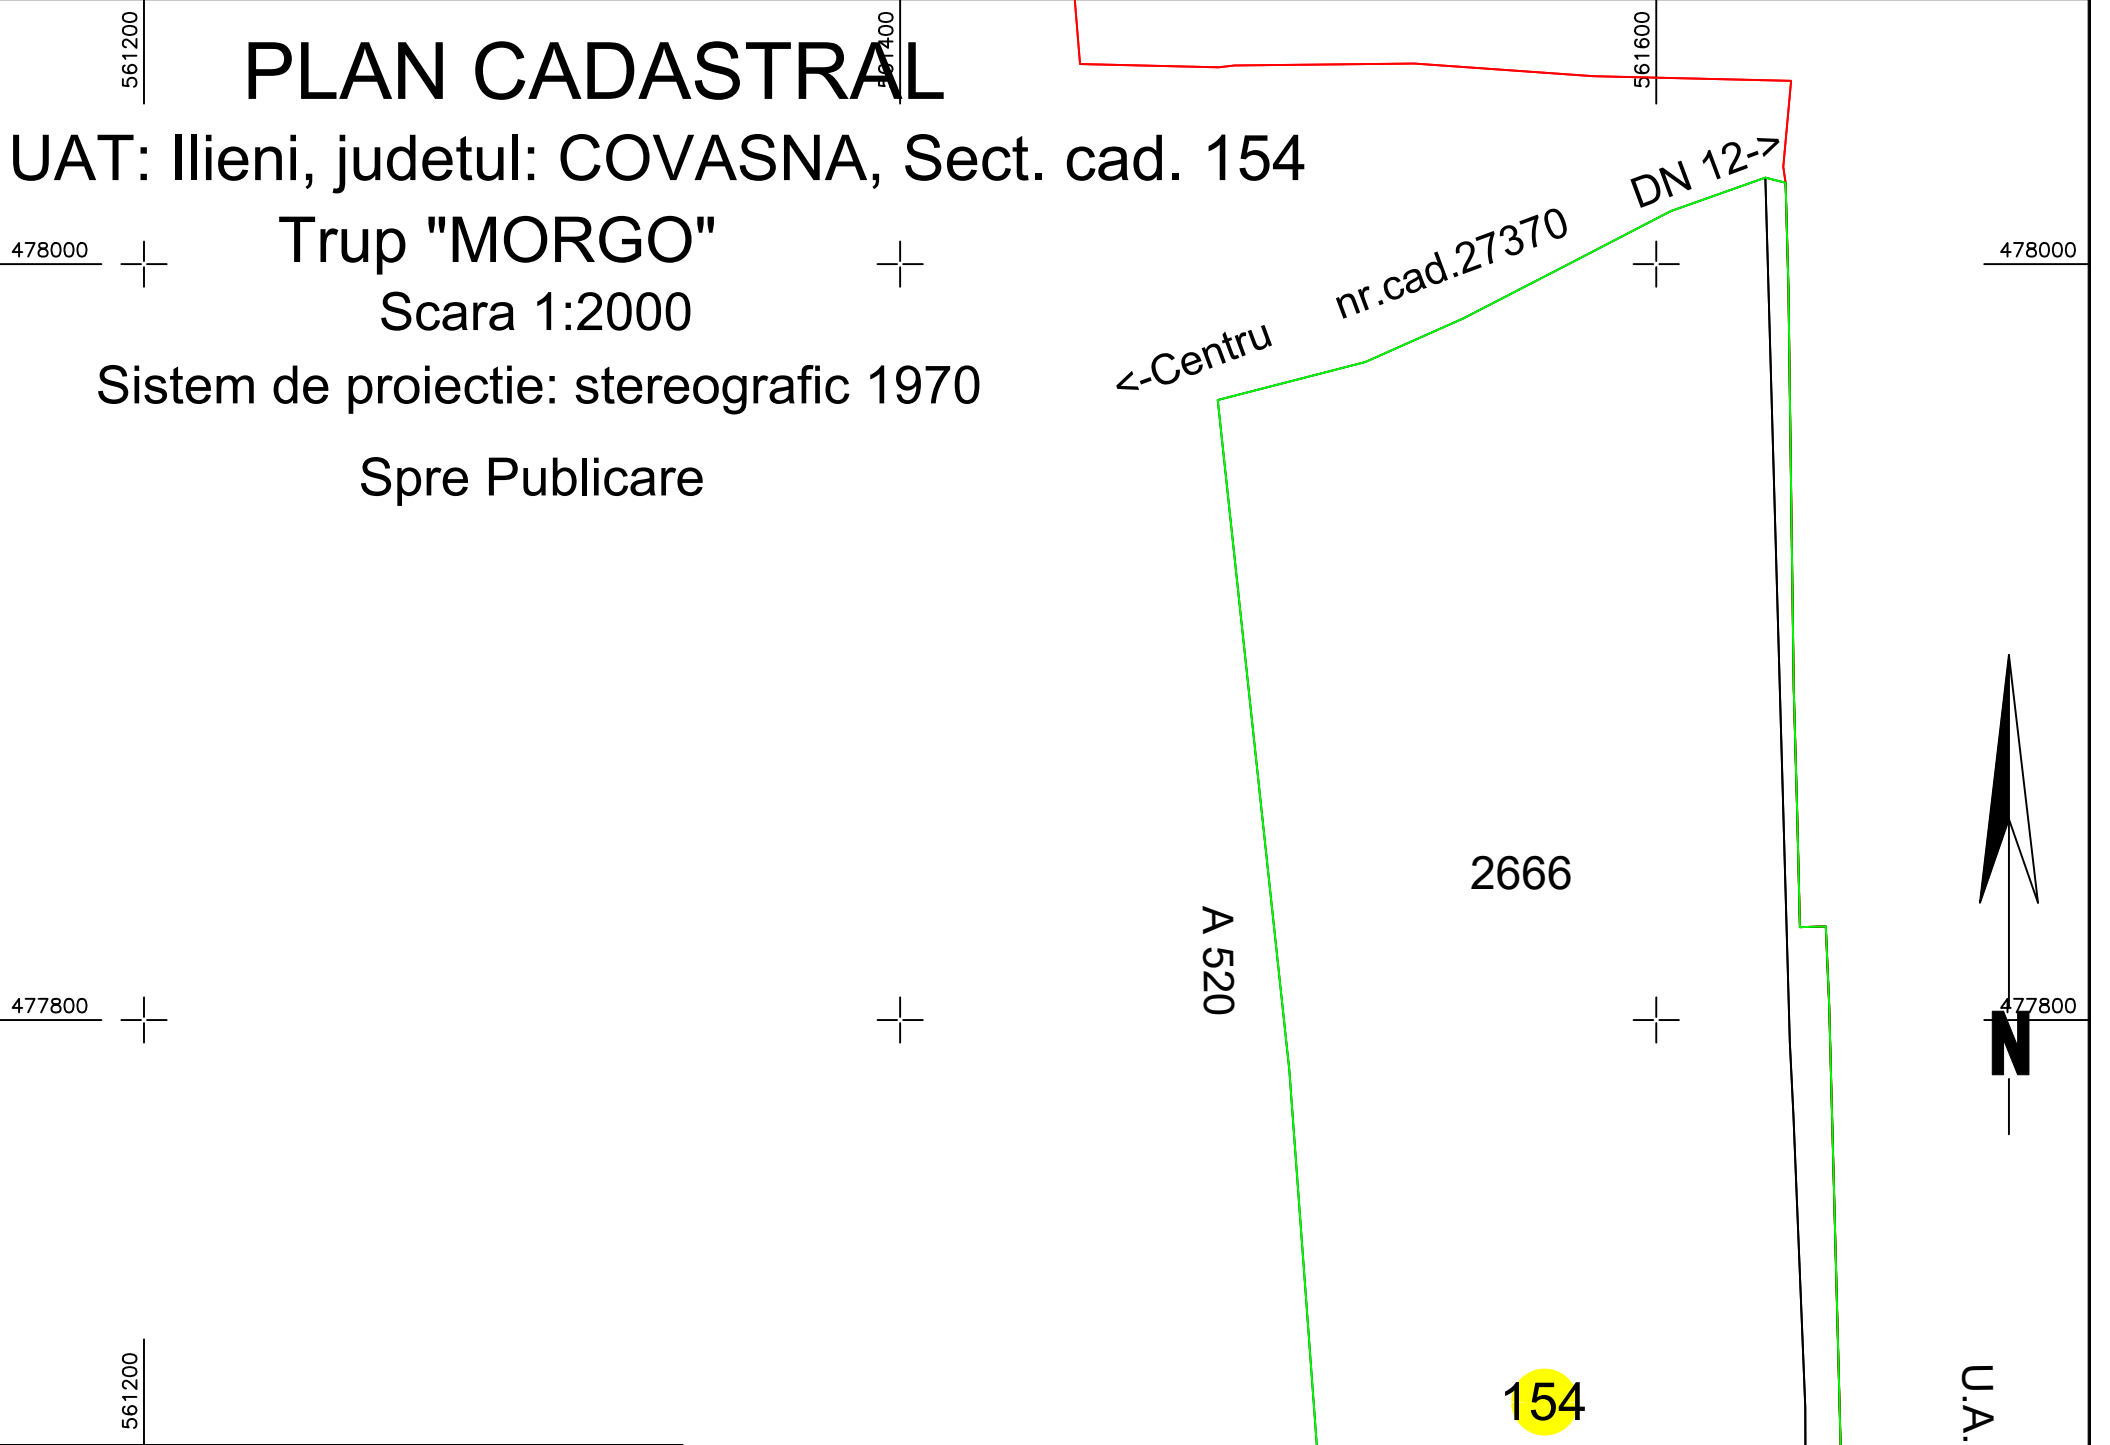 561200
561400
561600
PLAN CADASTRAL
UAT: Ilieni, judetul: COVASNA, Sect. cad. 154
Trup "MORGO"
Scara 1:2000
Sistem de proiectie: stereografic 1970
Spre Publicare
478000
478000
<-Centru nr.cad.27370 DN 12->
2666
A 520
477800
477800
N
154
561200
U.A.